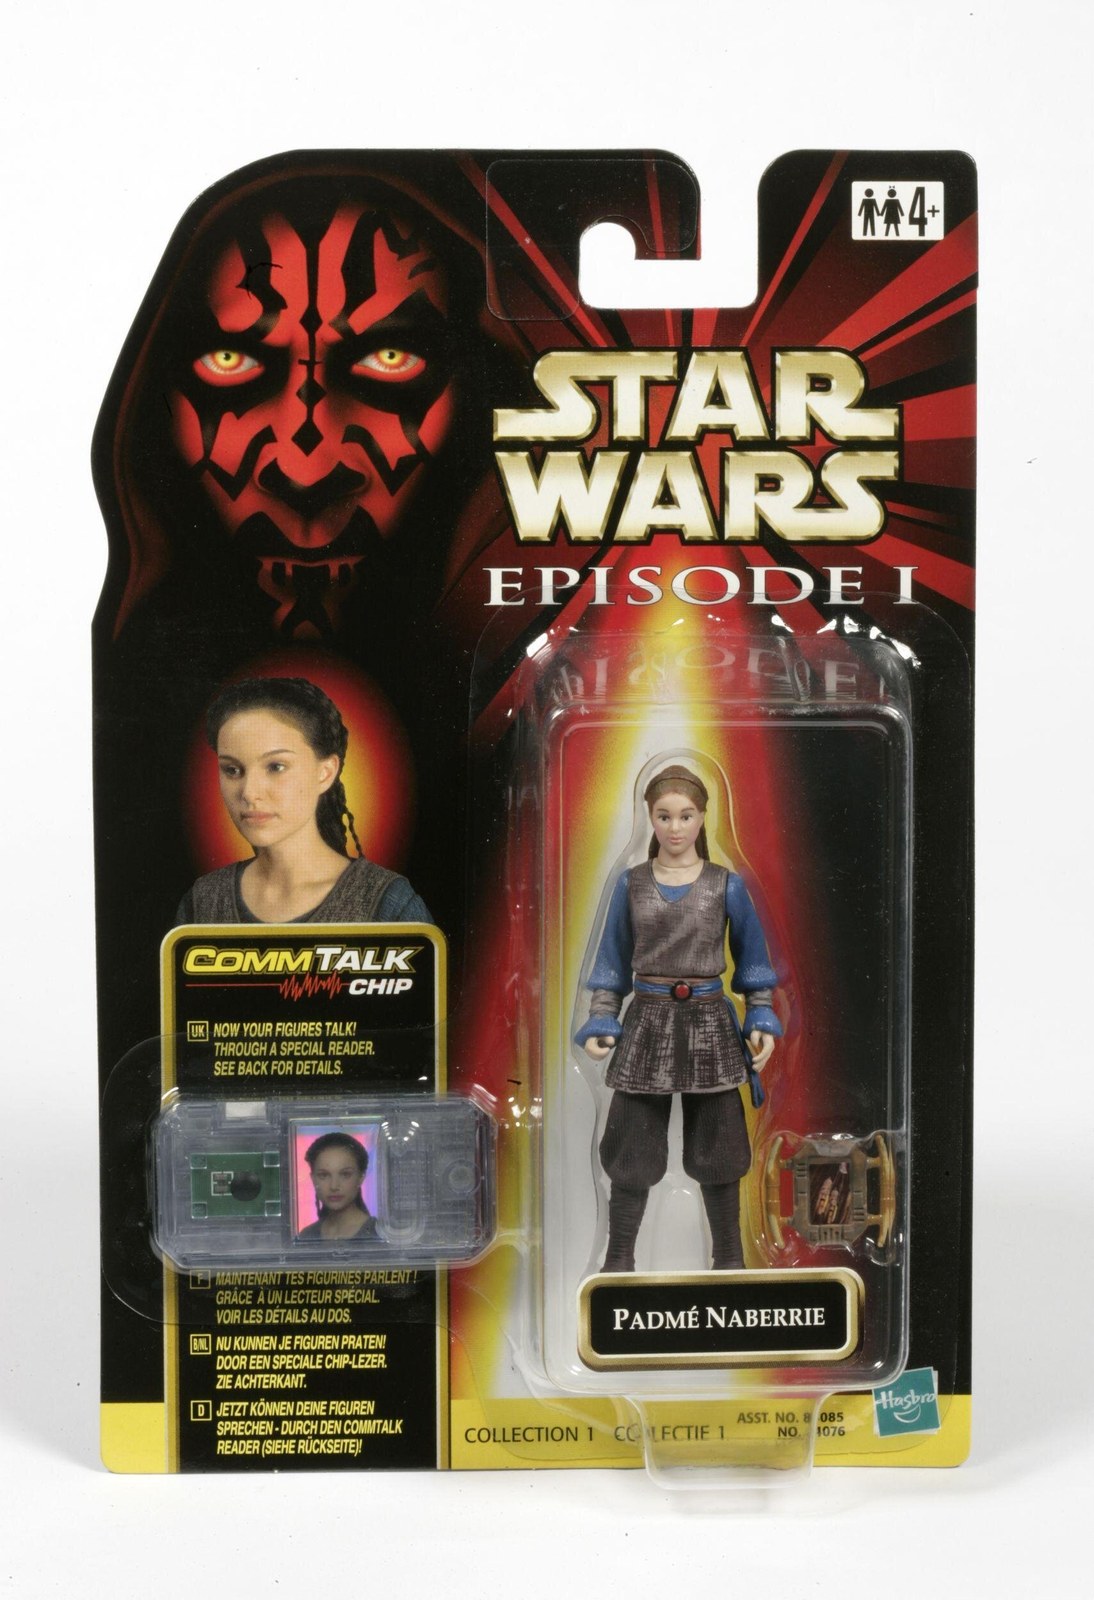 4+
STAR
WARS
EPISODE I
COMMTALK
CHIP
UK NOW YOUR FIGURES TALK!
THROUGH A SPECIAL READER.
SEE BACK FOR DETAILS.
F MAINTENANT TES FIGURINES PARLENT !
GRÂCE À UN LECTEUR SPÉCIAL.
VOIR LES DÉTAILS AU DOS.
B/NL NU KUNNEN JE FIGUREN PRATEN!
DOOR EEN SPECIALE CHIP-LEZER.
ZIE ACHTERKANT.
D JETZT KÖNNEN DEINE FIGUREN
SPRECHEN - DURCH DEN COMMTALK
READER (SIEHE RÜCKSEITE)!
PADMÉ NABERRIE
Hasbro
COLLECTION 1 COLLECTIE 1
ASST. NO.
NO.